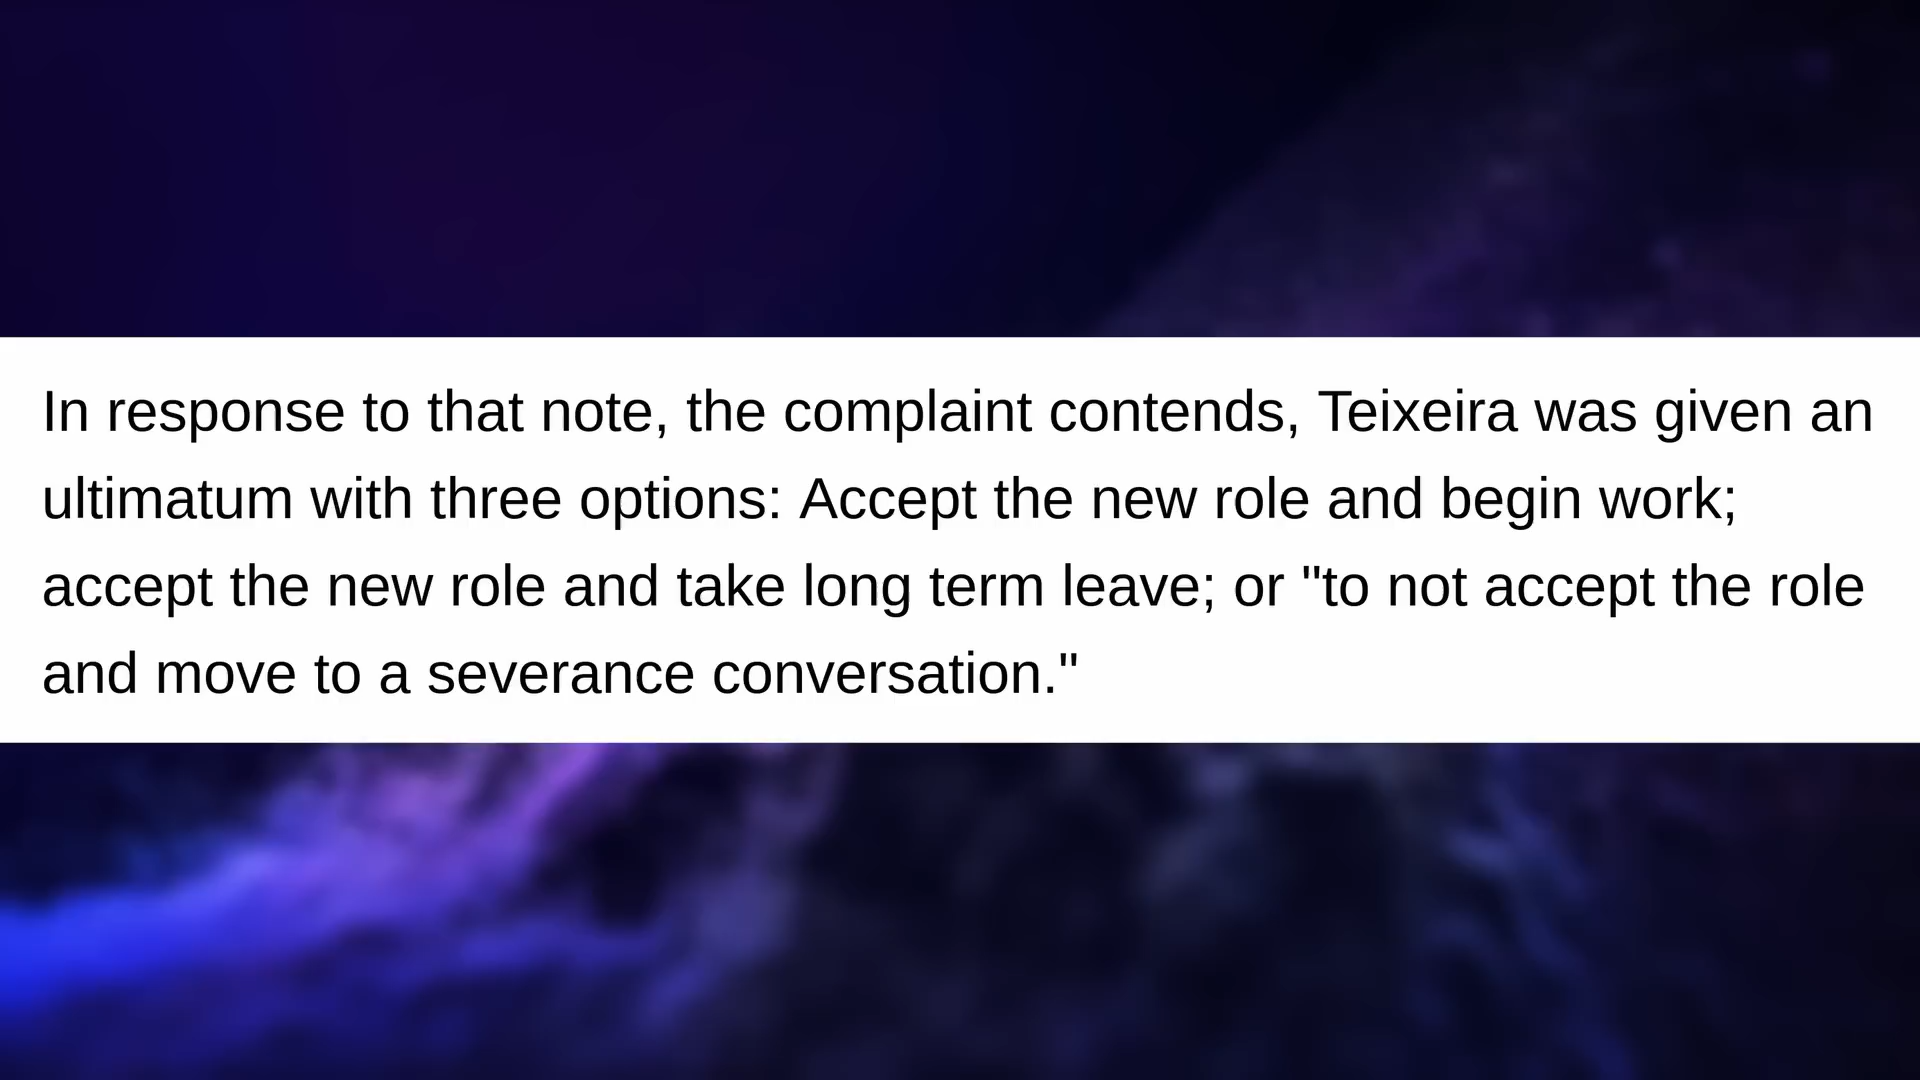 In response to that note, the complaint contends, Teixeira was given an
ultimatum with three options: Accept the new role and begin work;
accept the new role and take long term leave; or "to not accept the role
and move to a severance conversation."